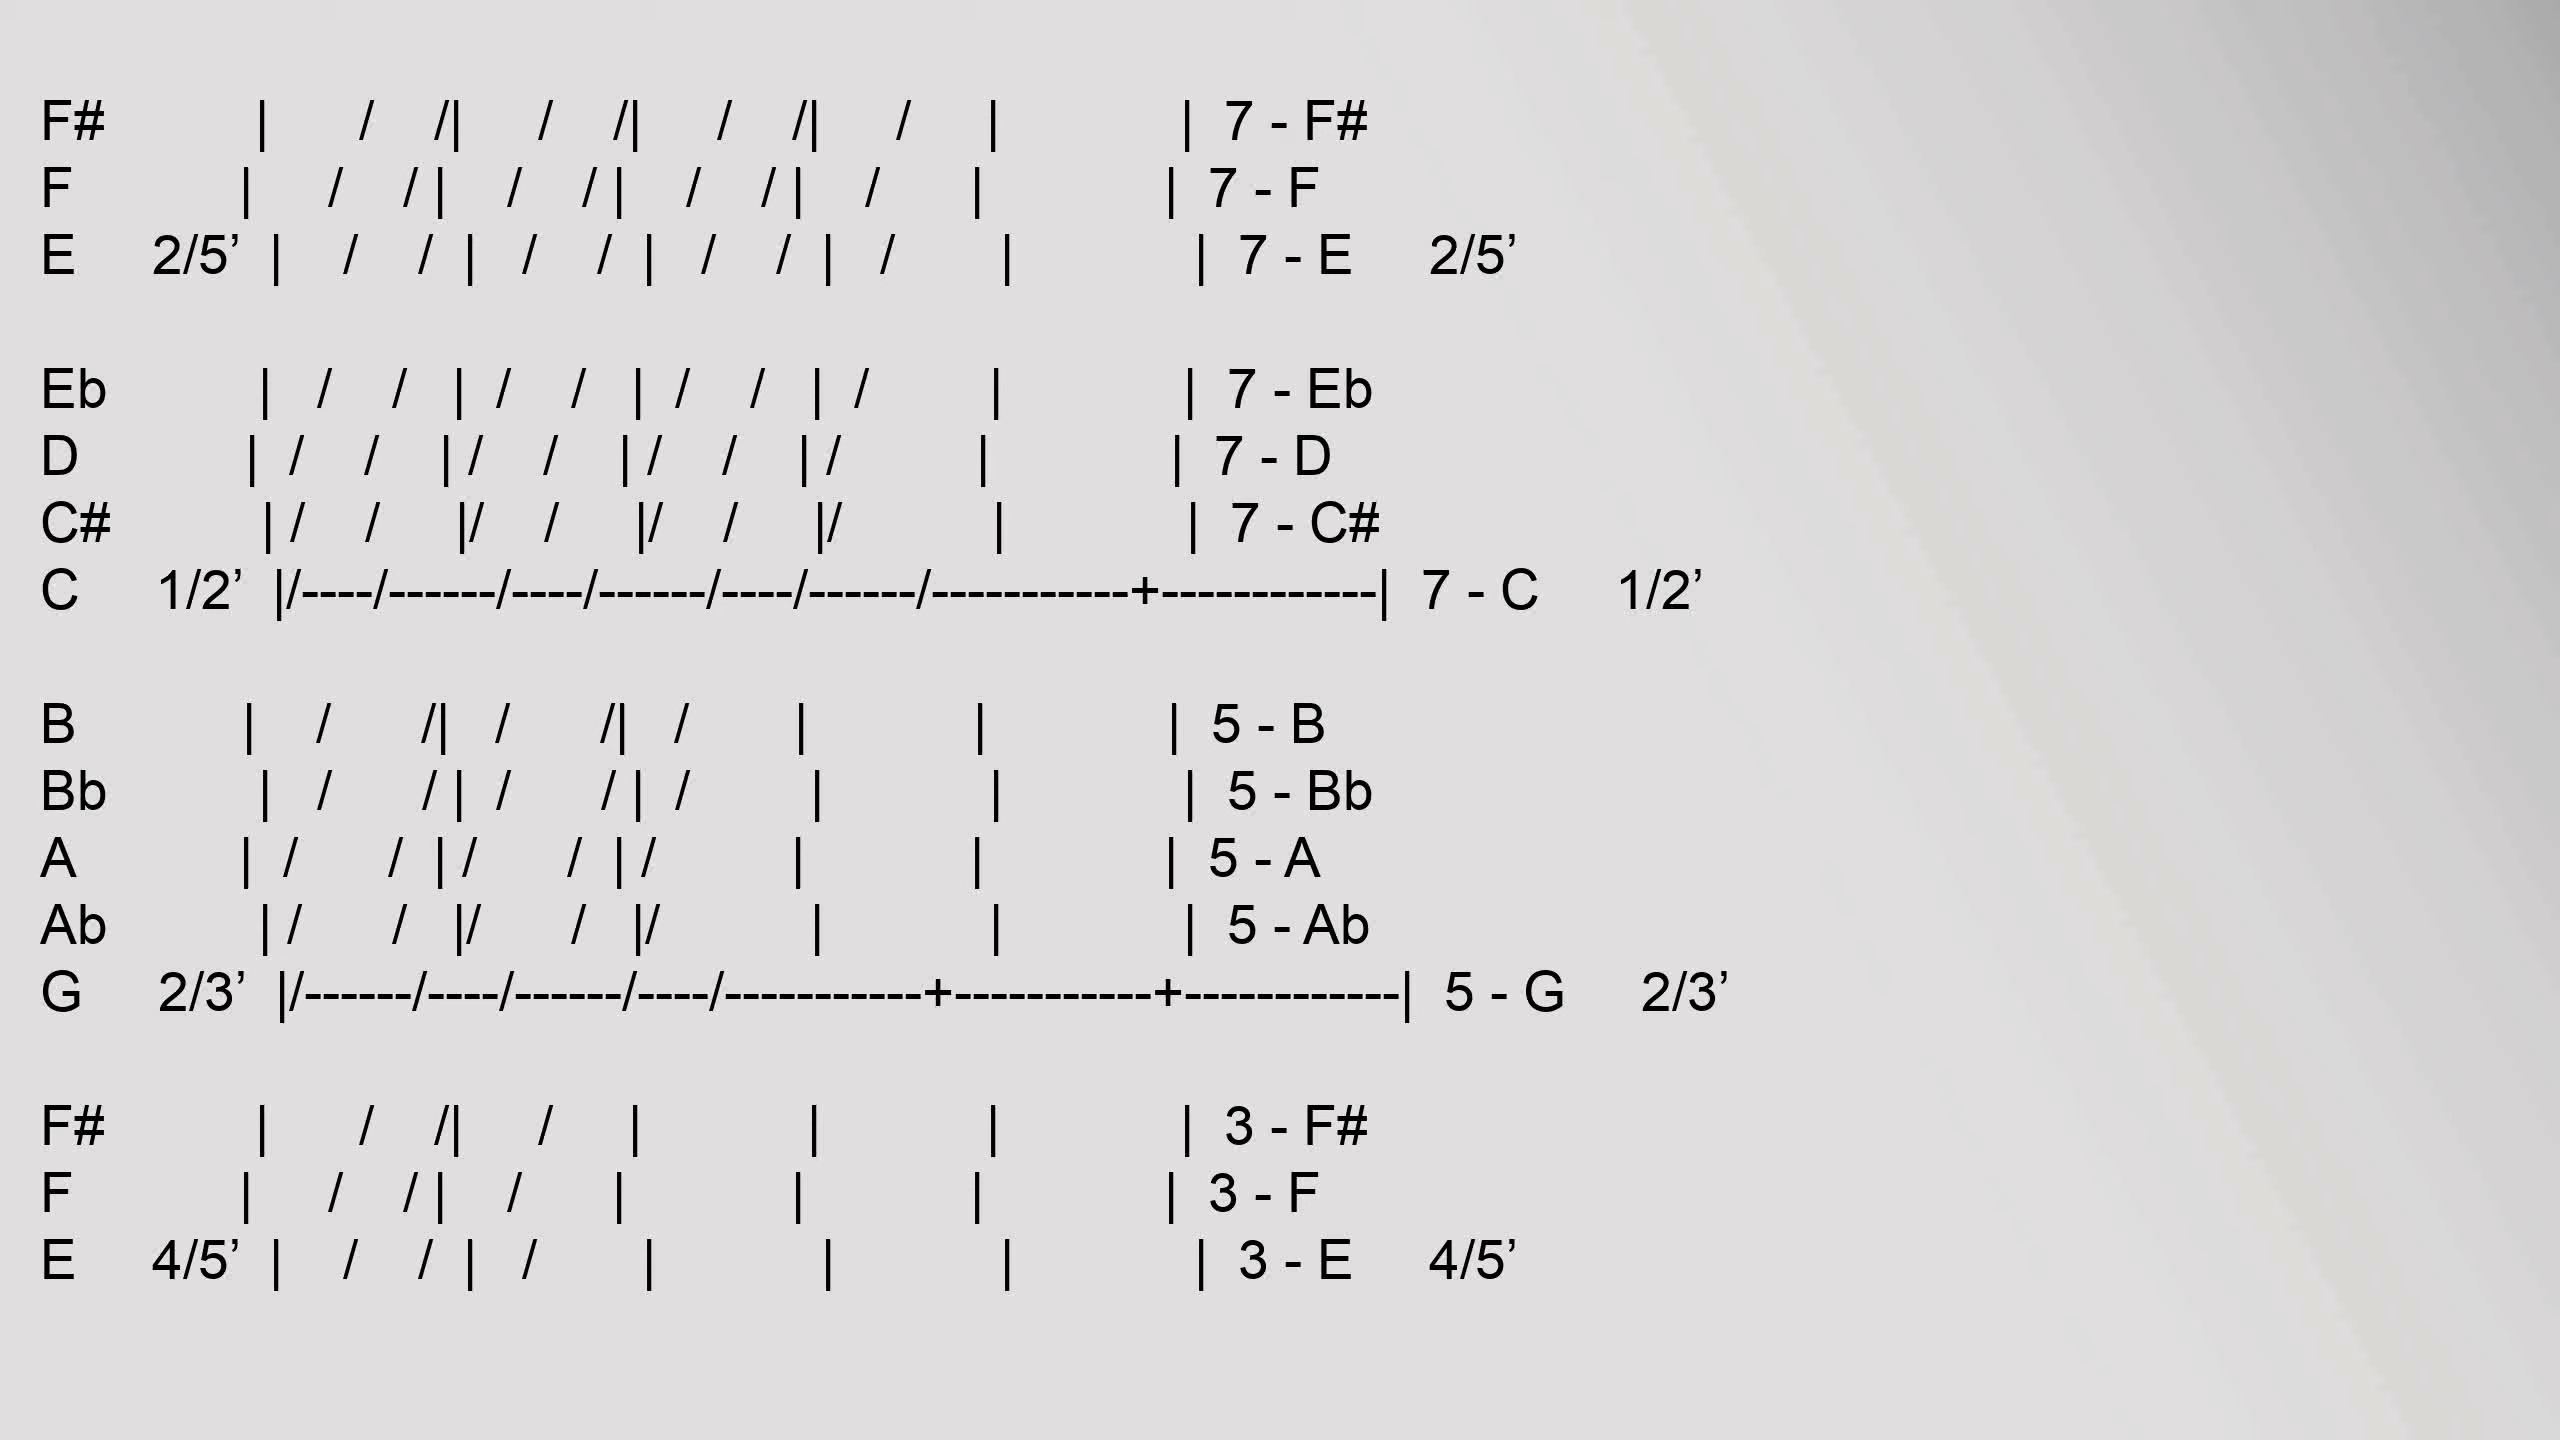 F# | / /| / /| / /| / | | 7 - F#
F | / / | / / | / / | / | | 7 - F
E 2/5’ | / / | / / | / / | / | | 7 - E 2/5’
Eb | / / | / / | / / | / | | 7 - Eb
D | / / | / / | / / | / | | 7 - D
C# | / / |/ / |/ / |/ | | 7 - C#
C 1/2’ |/----/------/----/------/----/------/-----------+------------| 7 - C 1/2’
B | / /| / /| / | | | 5 - B
Bb | / / | / / | / | | | 5 - Bb
A | / / | / / | / | | | 5 - A
Ab | / / |/ / |/ | | | 5 - Ab
G 2/3’ |/------/----/------/----/-----------+-----------+------------| 5 - G 2/3’
F# | / /| / | | | | 3 - F#
F | / / | / | | | | 3 - F
E 4/5’ | / / | / | | | | 3 - E 4/5’